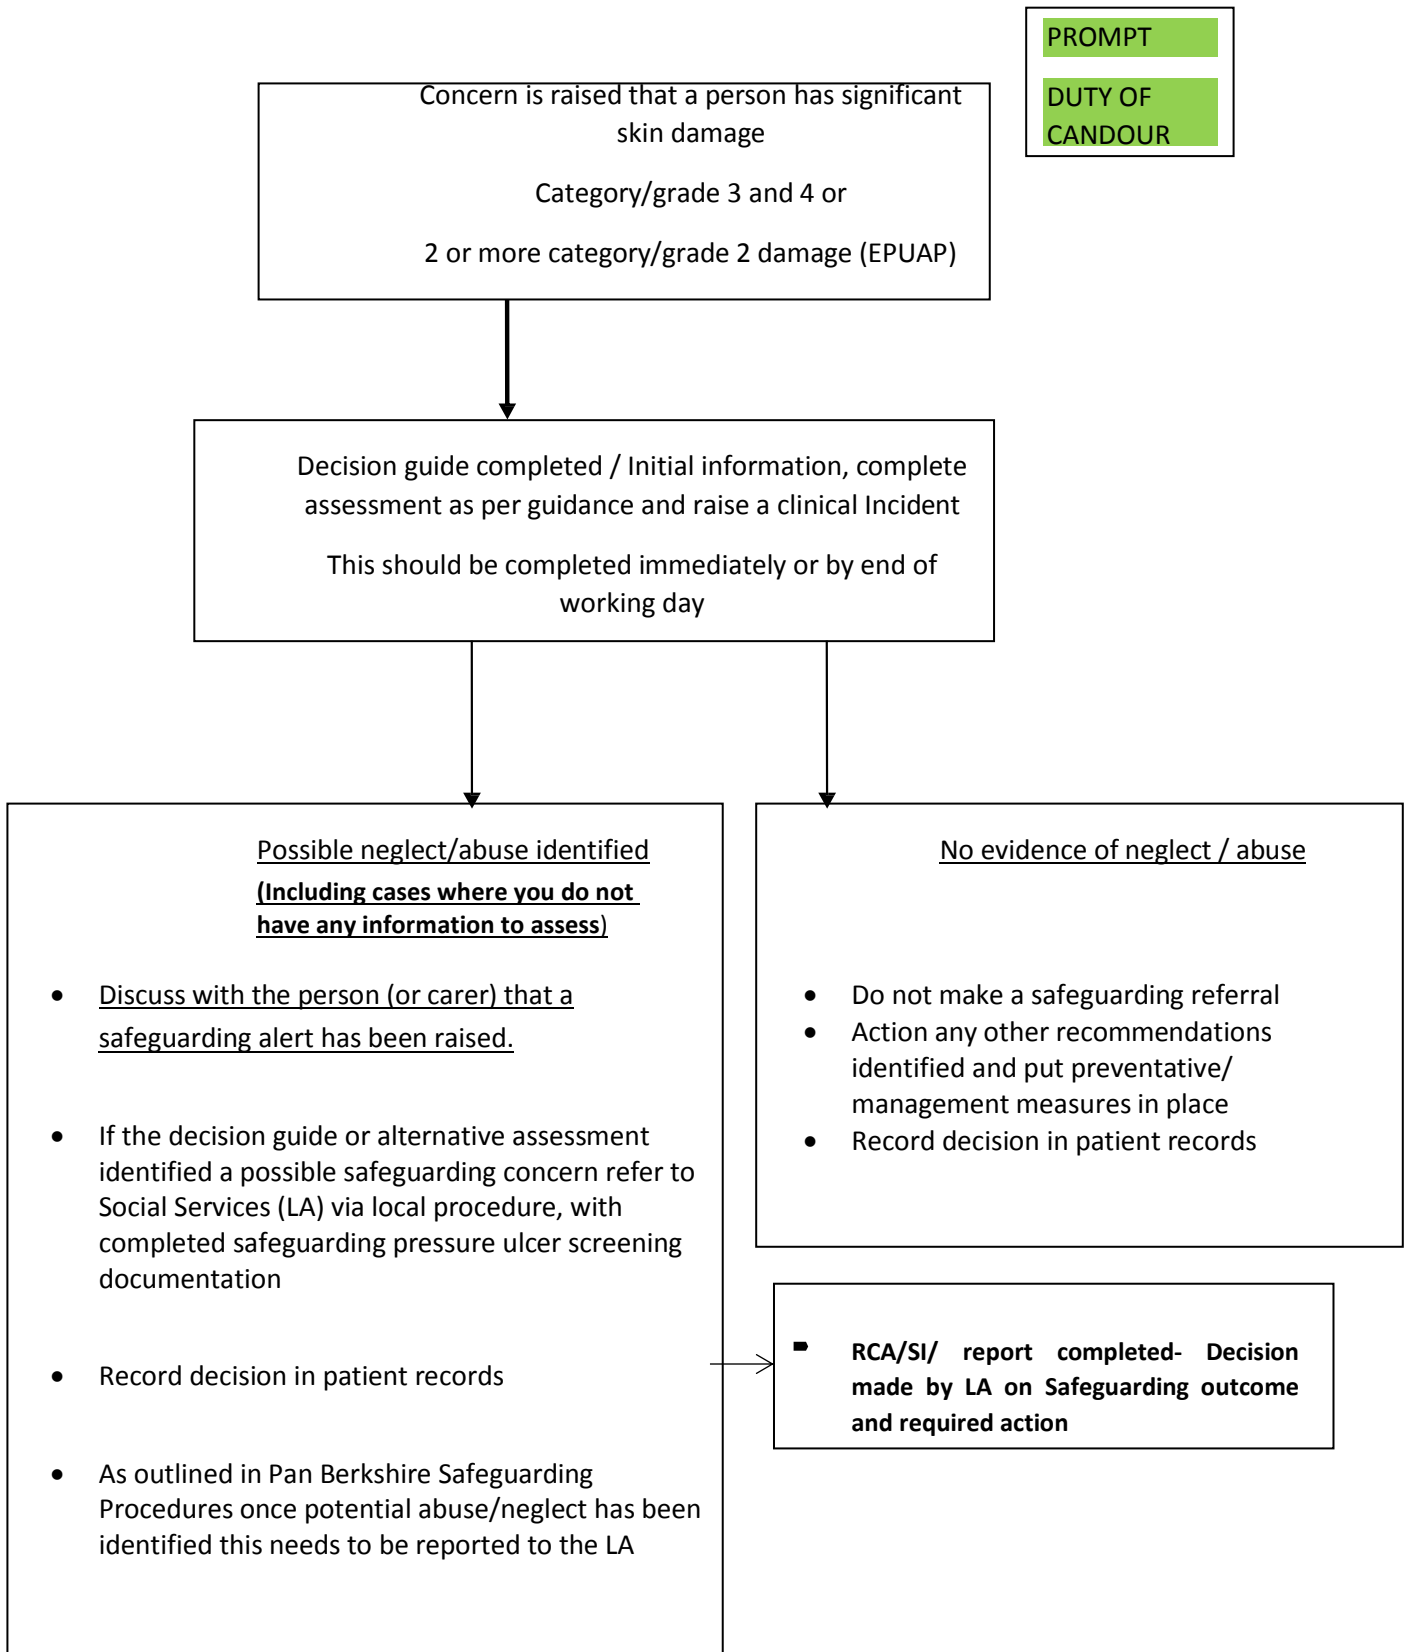 PROMPT
DUTY OF
CANDOUR
Concern is raised that a person has significant
skin damage
Category/grade 3 and 4 or
2 or more category/grade 2 damage (EPUAP)
Decision guide completed / Initial information, complete
assessment as per guidance and raise a clinical Incident
This should be completed immediately or by end of
working day
Possible neglect/abuse identified
(Including cases where you do not
have any information to assess)
• Discuss with the person (or carer) that a
safeguarding alert has been raised.
• If the decision guide or alternative assessment
identified a possible safeguarding concern refer to
Social Services (LA) via local procedure, with
completed safeguarding pressure ulcer screening
documentation
• Record decision in patient records
• As outlined in Pan Berkshire Safeguarding
Procedures once potential abuse/neglect has been
identified this needs to be reported to the LA
No evidence of neglect / abuse
• Do not make a safeguarding referral
• Action any other recommendations
identified and put preventative/
management measures in place
• Record decision in patient records
RCA/SI/ report completed- Decision
made by LA on Safeguarding outcome
and required action